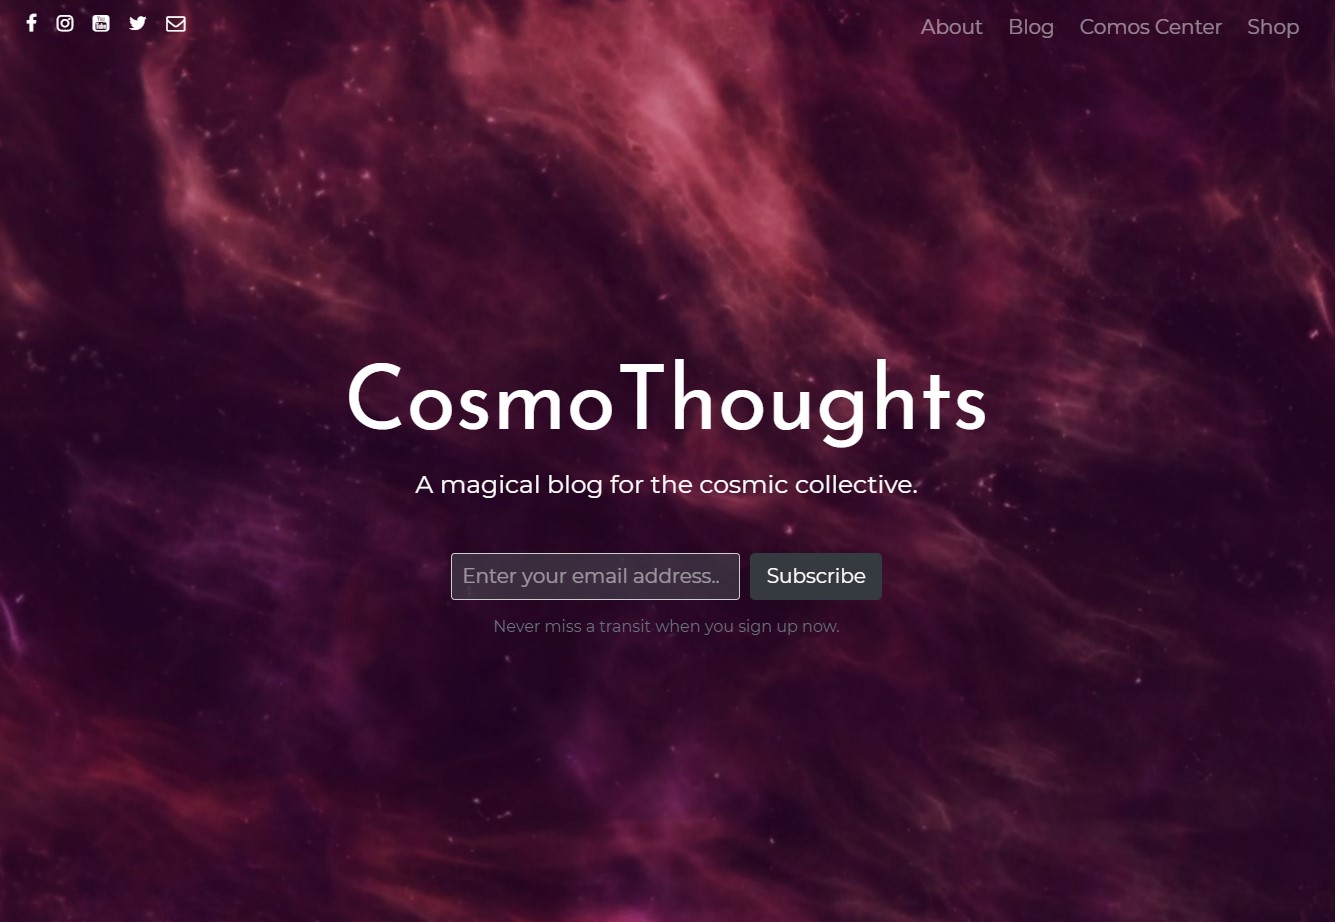 About Blog Comos Center Shop
CosmoThoughts
A magical blog for the cosmic collective.
Enter your email address.. Subscribe
Never miss a transit when you sign up now.